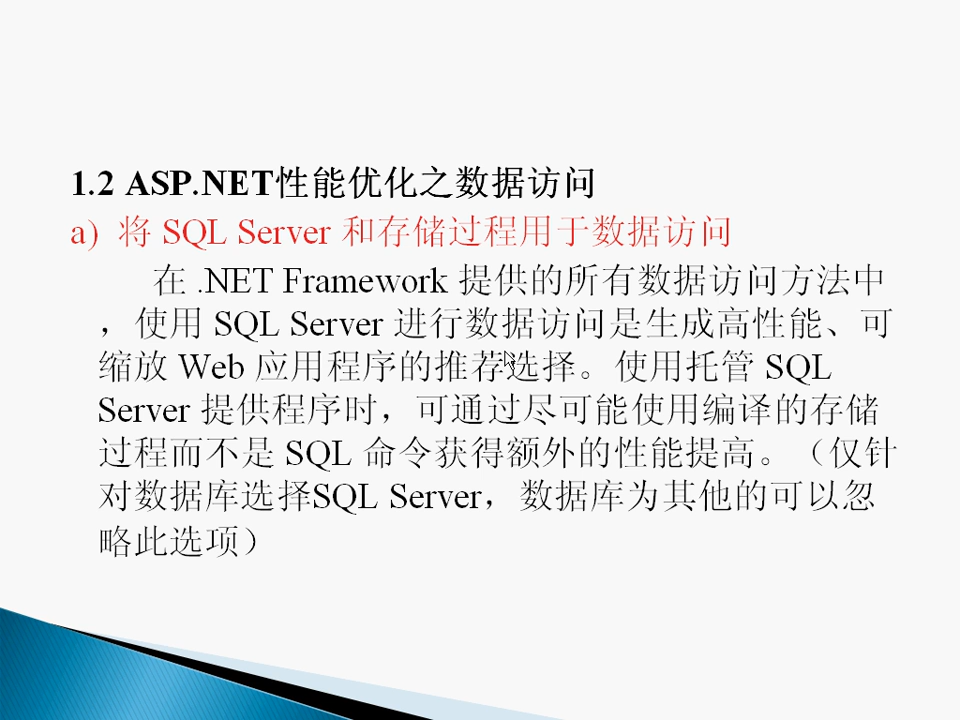 1.2 ASP.NET性能优化之数据访问
a) 将 SQL Server 和存储过程用于数据访问
在 .NET Framework 提供的所有数据访问方法中
，使用 SQL Server 进行数据访问是生成高性能、可
缩放 Web 应用程序的推荐选择。使用托管 SQL
Server 提供程序时，可通过尽可能使用编译的存储
过程而不是 SQL 命令获得额外的性能提高。（仅针
对数据库选择SQL Server，数据库为其他的可以忽
略此选项）